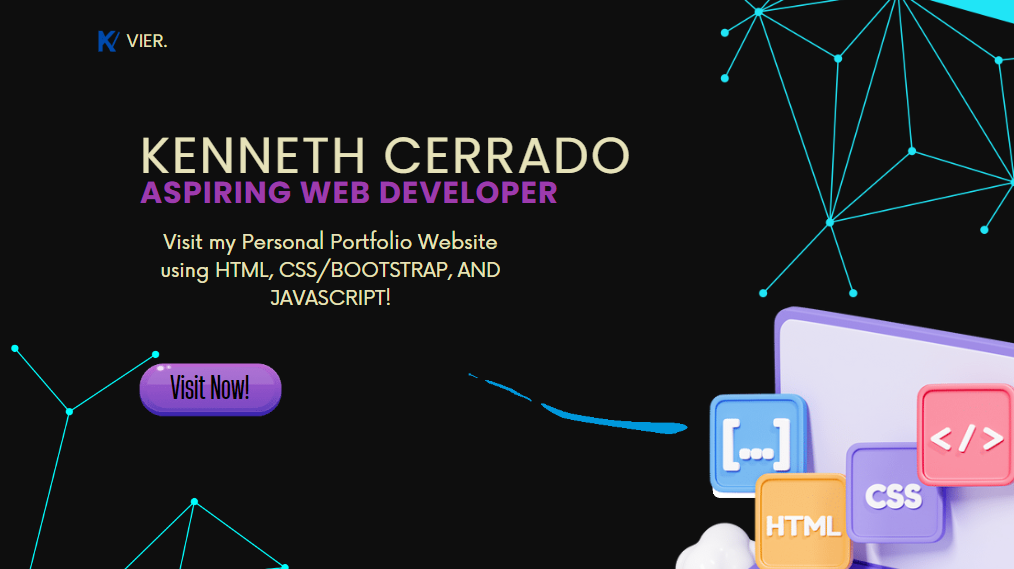 K/ VIER.
KENNETH CERRADO
ASPIRING WEB DEVELOPER
Visit my Personal Portfolio Website
using HTML, CSS/BOOTSTRAP, AND
JAVASCRIPT!
Visit Now!
[...]
</>
CSS
HTML